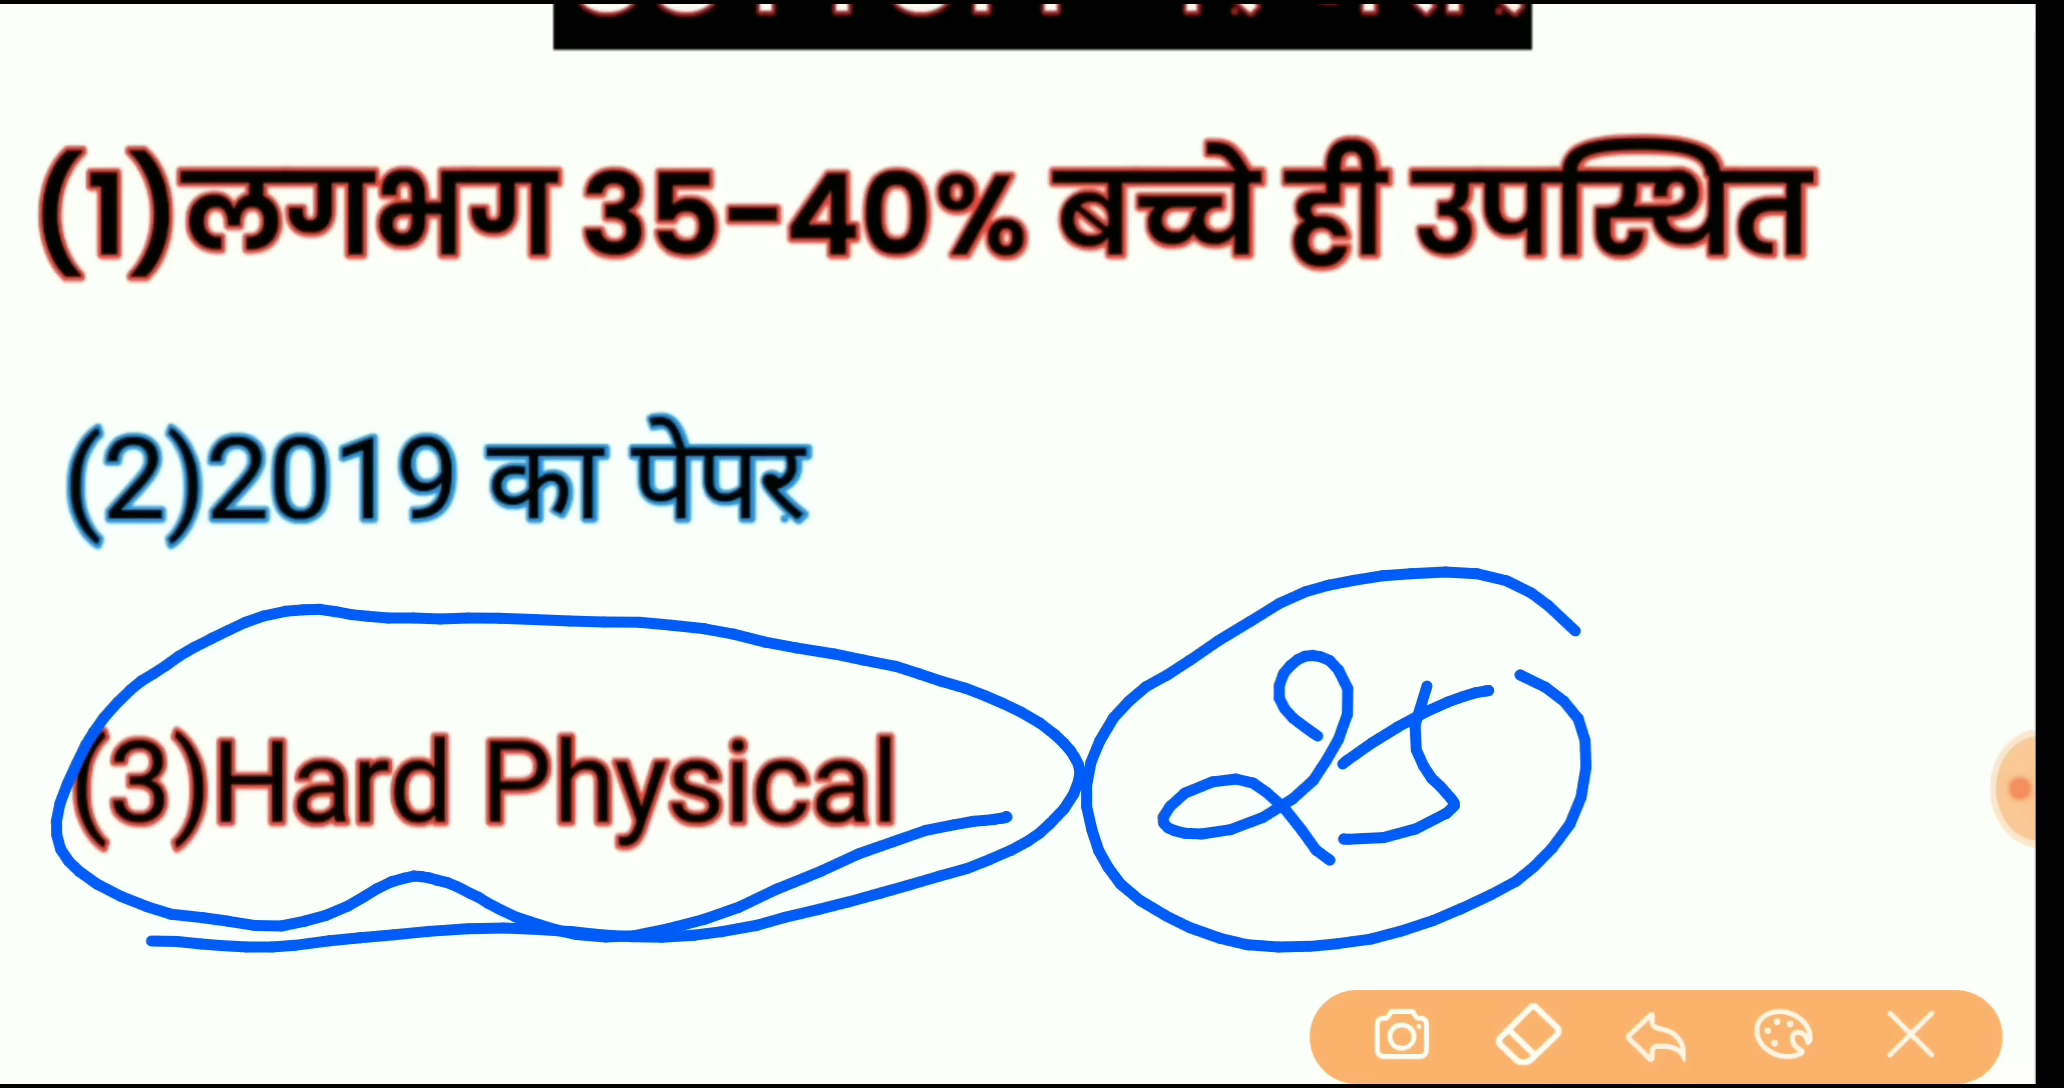 (1)लगभग 35-40% बच्चे ही उपस्थित
(2)2019 का पेपर
(3)Hard Physical
25